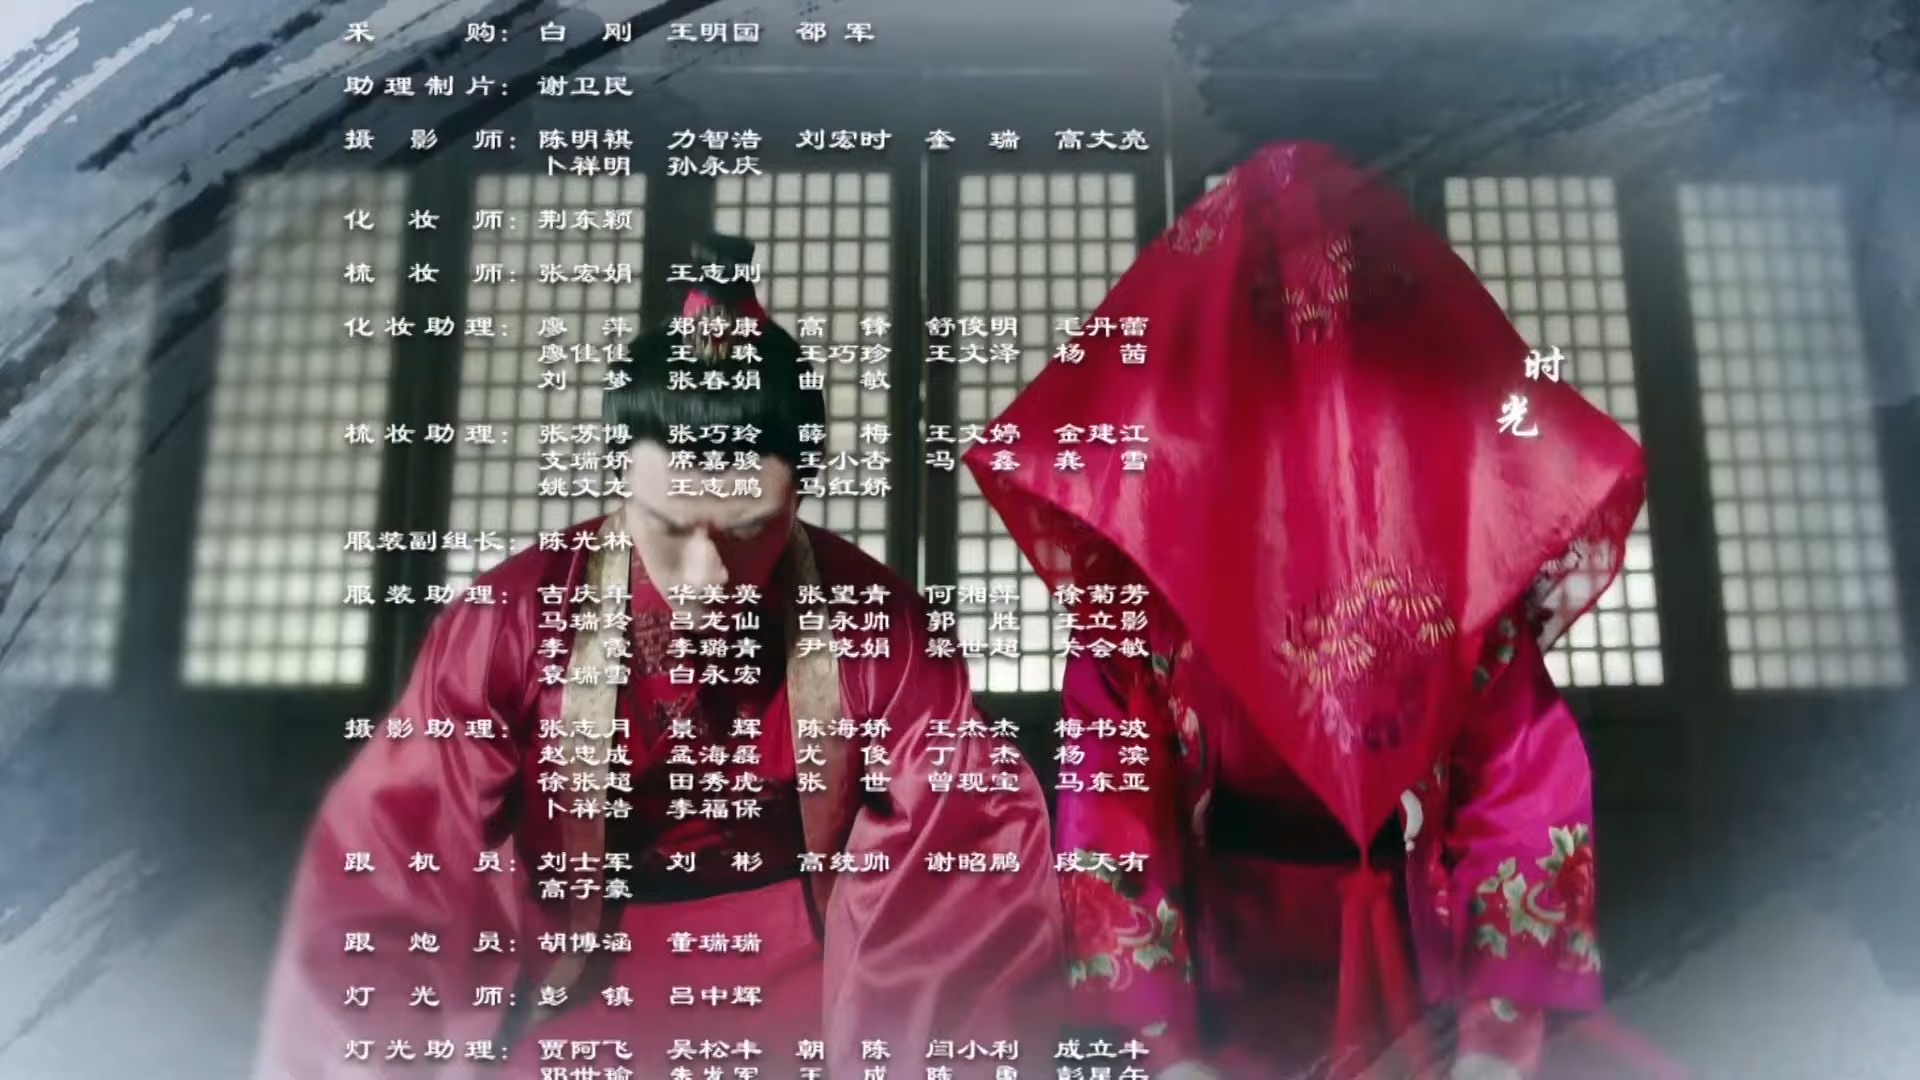 采购：白刚 王明国 邵军
助理制片：谢卫民
摄影师：陈明祺 力智浩 刘宏时 奎瑞 高文亮
卜祥明 孙永庆
化妆师：荆东颖
梳妆师：张宏娟 王志刚
化妆助理：廖萍 郑诗康 高锋 舒俊明 毛丹蕾
廖佳佳 王珠 王巧珍 王文泽 杨茜
刘梦 张春娟 曲敏
梳妆助理：张苏博 张巧玲 薛梅 王文婷 金建江
支瑞娇 席嘉骏 王小杏 冯鑫 龚雪
姚文龙 王志鹏 马红娇
服装副组长：陈光林
服装助理：吉庆年 华美英 张望青 何湘萍 徐菊芳
马瑞玲 吕龙仙 白永帅 郭胜 王立影
李霞 李璐青 尹晓娟 梁世超 关会敏
袁瑞雪 白永宏
摄影助理：张志月 景辉 陈海娇 王杰杰 梅书波
赵忠成 孟海磊 尤俊 丁杰 杨滨
徐张超 田秀虎 张世 曾现宝 马东亚
卜祥浩 李福保
跟机员：刘士军 刘彬 高统帅 谢昭鹏 段天有
高子豪
跟炮员：胡博涵 董瑞瑞
灯光师：彭镇 吕中辉
灯光助理：贾阿飞 吴松丰 朝陈 闫小利 成立丰
时光